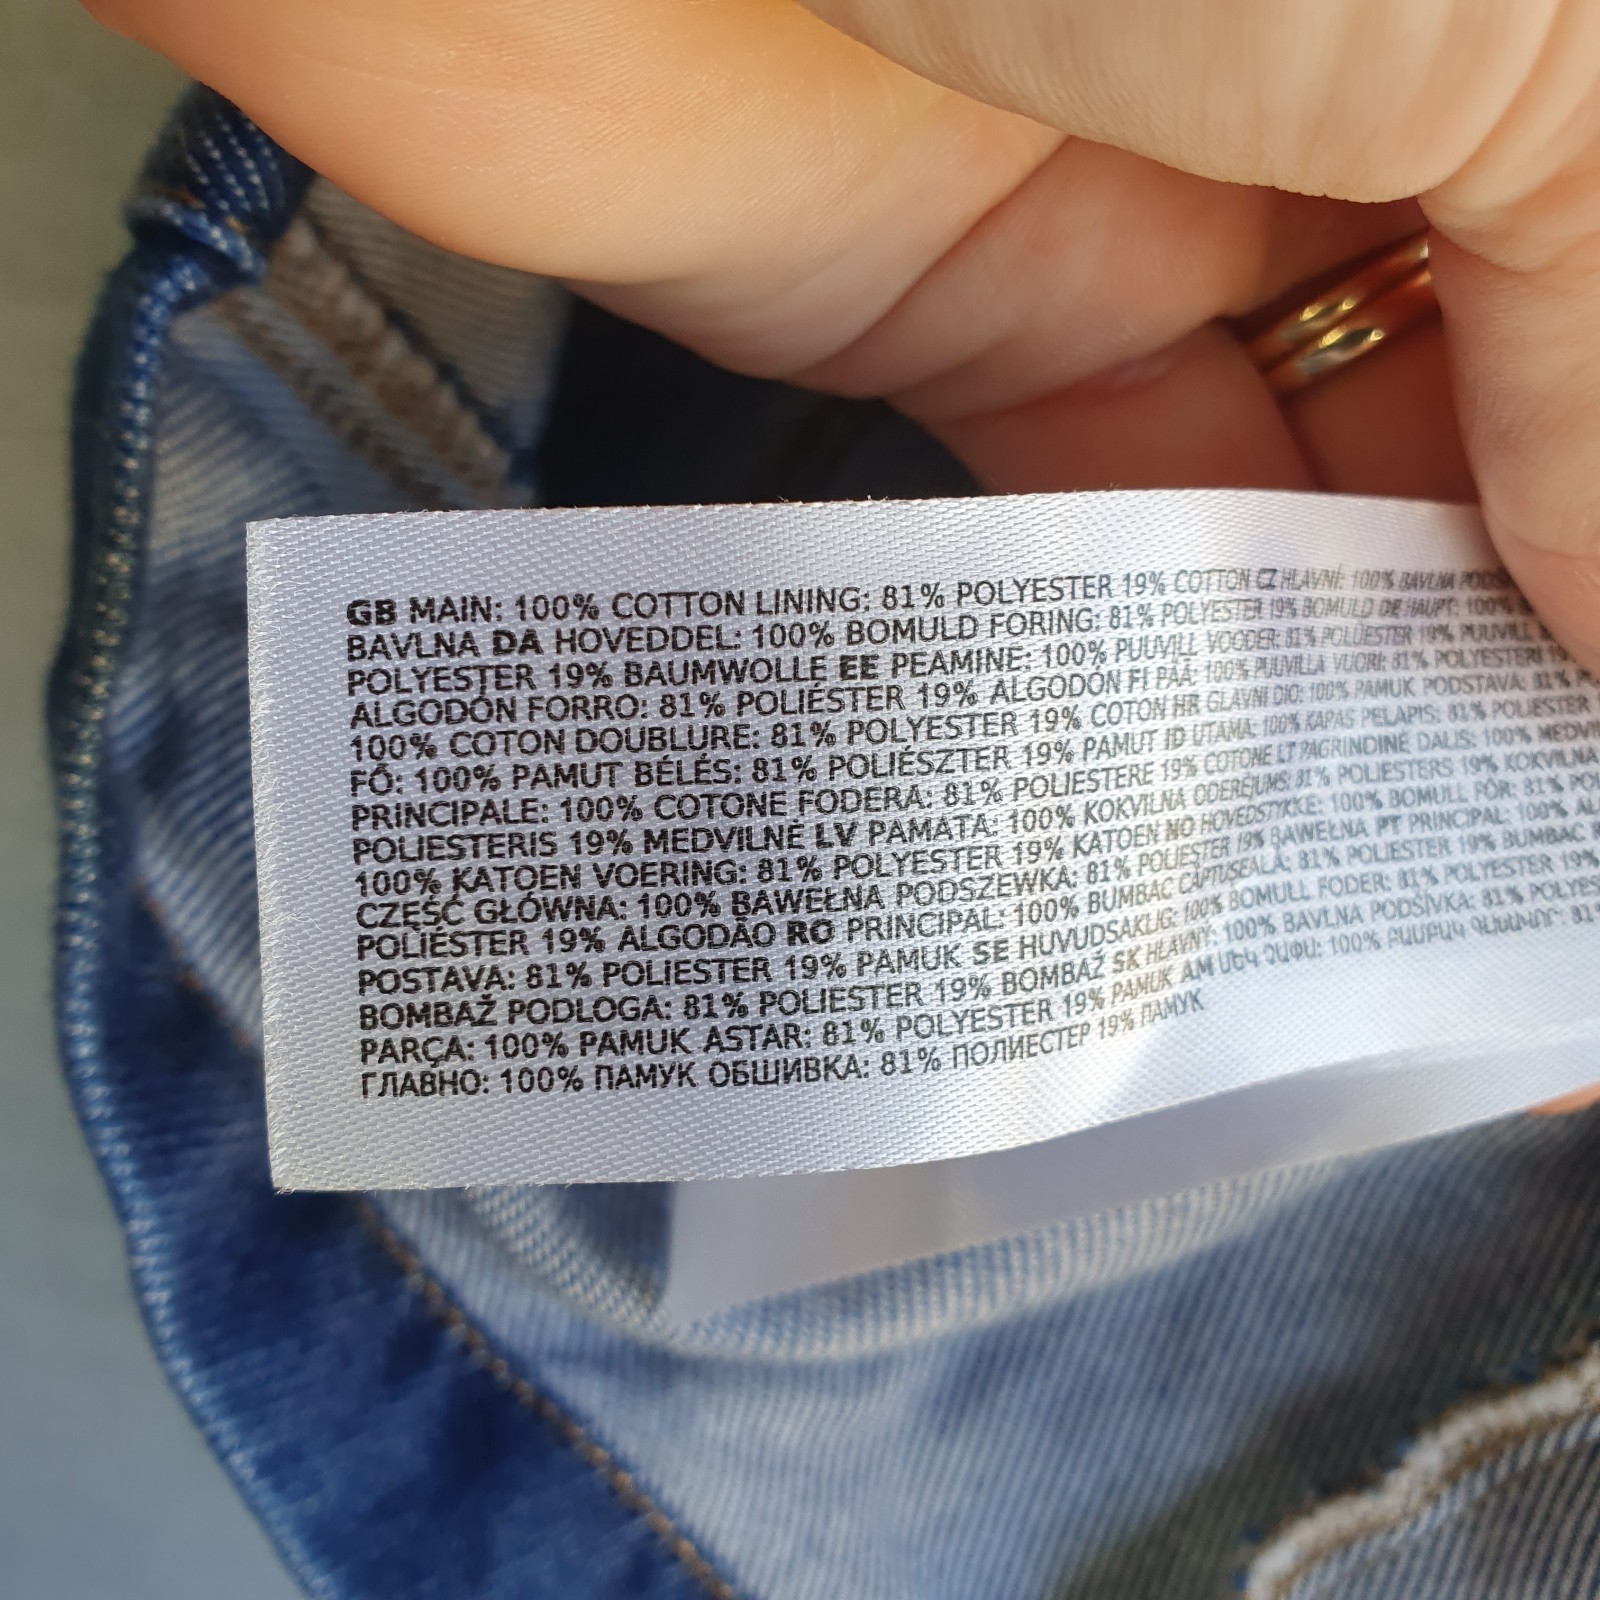 GB MAIN: 100% COTTON LINING: 81% POLYESTER 19% COTTON CZ HLAVNÍ: 100% BAVLNA
BAVLNA DA HOVEDDEL: 100% BOMULD FORING: 81% POLYESTER 19% BOMULD DE HAUPT: 100%
POLYESTER 19% BAUMWOLLE EE PEAMINE: 100% PUUVILL VOODER: 81% POLÜESTER 19% PUUVILL
ALGODÓN FORRO: 81% POLIÉSTER 19% ALGODÓN FI PÄÄ: 100% PUUVILLA VUORI: 81% POLYESTERI
100% COTON DOUBLURE: 81% POLYESTER 19% COTON HR GLAVNI DIO: 100% PAMUK PODSTAVA: 81%
FŐ: 100% PAMUT BÉLÉS: 81% POLIÉSZTER 19% PAMUT ID UTAMA: 100% KAPAS PELAPIS: 81% POLIESTER
PRINCIPALE: 100% COTONE FODERA: 81% POLIESTERE 19% COTONE LT PAGRINDINĖ DALIS: 100%
POLIESTERIS 19% MEDVILNĖ LV PAMATA: 100% KOKVILNA ODERĒJUMS: 81% POLIESTERS 19% KOKVILNA
100% KATOEN VOERING: 81% POLYESTER 19% KATOEN NO HOVEDSTYKKE: 100% BOMULL FÔR: 81%
CZĘŚĆ GŁÓWNA: 100% BAWEŁNA PODSZEWKA: 81% POLIESTER 19% BAWEŁNA PT PRINCIPAL: 100%
POLIÉSTER 19% ALGODÃO RO PRINCIPAL: 100% BUMBAC CĂPTUȘEALĂ: 81% POLIESTER 19% BUMBAC
POSTAVA: 81% POLIESTER 19% PAMUK SE HUVUDSAKLIG: 100% BOMULL FODER: 81% POLYESTER 19%
BOMBAŽ PODLOGA: 81% POLIESTER 19% BOMBAŽ SK HLAVNÝ: 100% BAVLNA PODŠÍVKA: 81%
PARÇA: 100% PAMUK ASTAR: 81% POLYESTER 19% PAMUK AM ՄԵԿ ՉԱՓՍ: 100% ԲԱՄԲԱԿ
ГЛАВНО: 100% ПАМУК ОБШИВКА: 81% ПОЛИЕСТЕР 19% ПАМУК